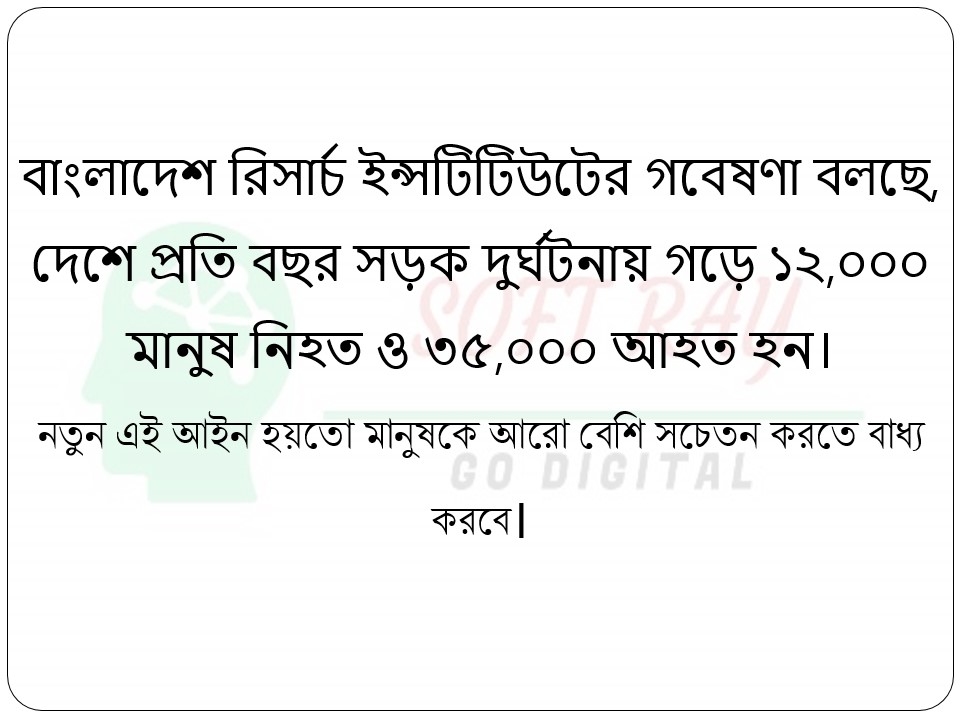 বাংলাদেশ রিসার্চ ইন্সটিটিউটের গবেষণা বলছে,
দেশে প্রতি বছর সড়ক দুর্ঘটনায় গড়ে ১২,০০০
SOFT RAY
মানুষ নিহত ও ৩৫,০০০ আহত হন।
নতুন এই আইন হয়তো মানুষকে আরো বেশি সচেতন করতে বাধ্য
GO DIGITAL
করবে।